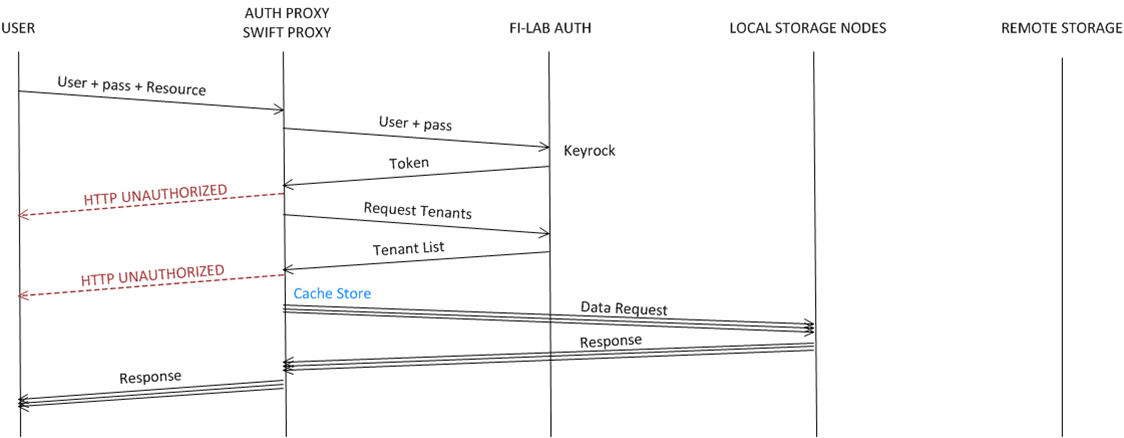 USER
AUTH PROXY
SWIFT PROXY
FI-LAB AUTH
LOCAL STORAGE NODES
REMOTE STORAGE
User + pass + Resource
User + pass
Keyrock
Token
HTTP UNAUTHORIZED
Request Tenants
Tenant List
HTTP UNAUTHORIZED
Cache Store
Data Request
Response
Response